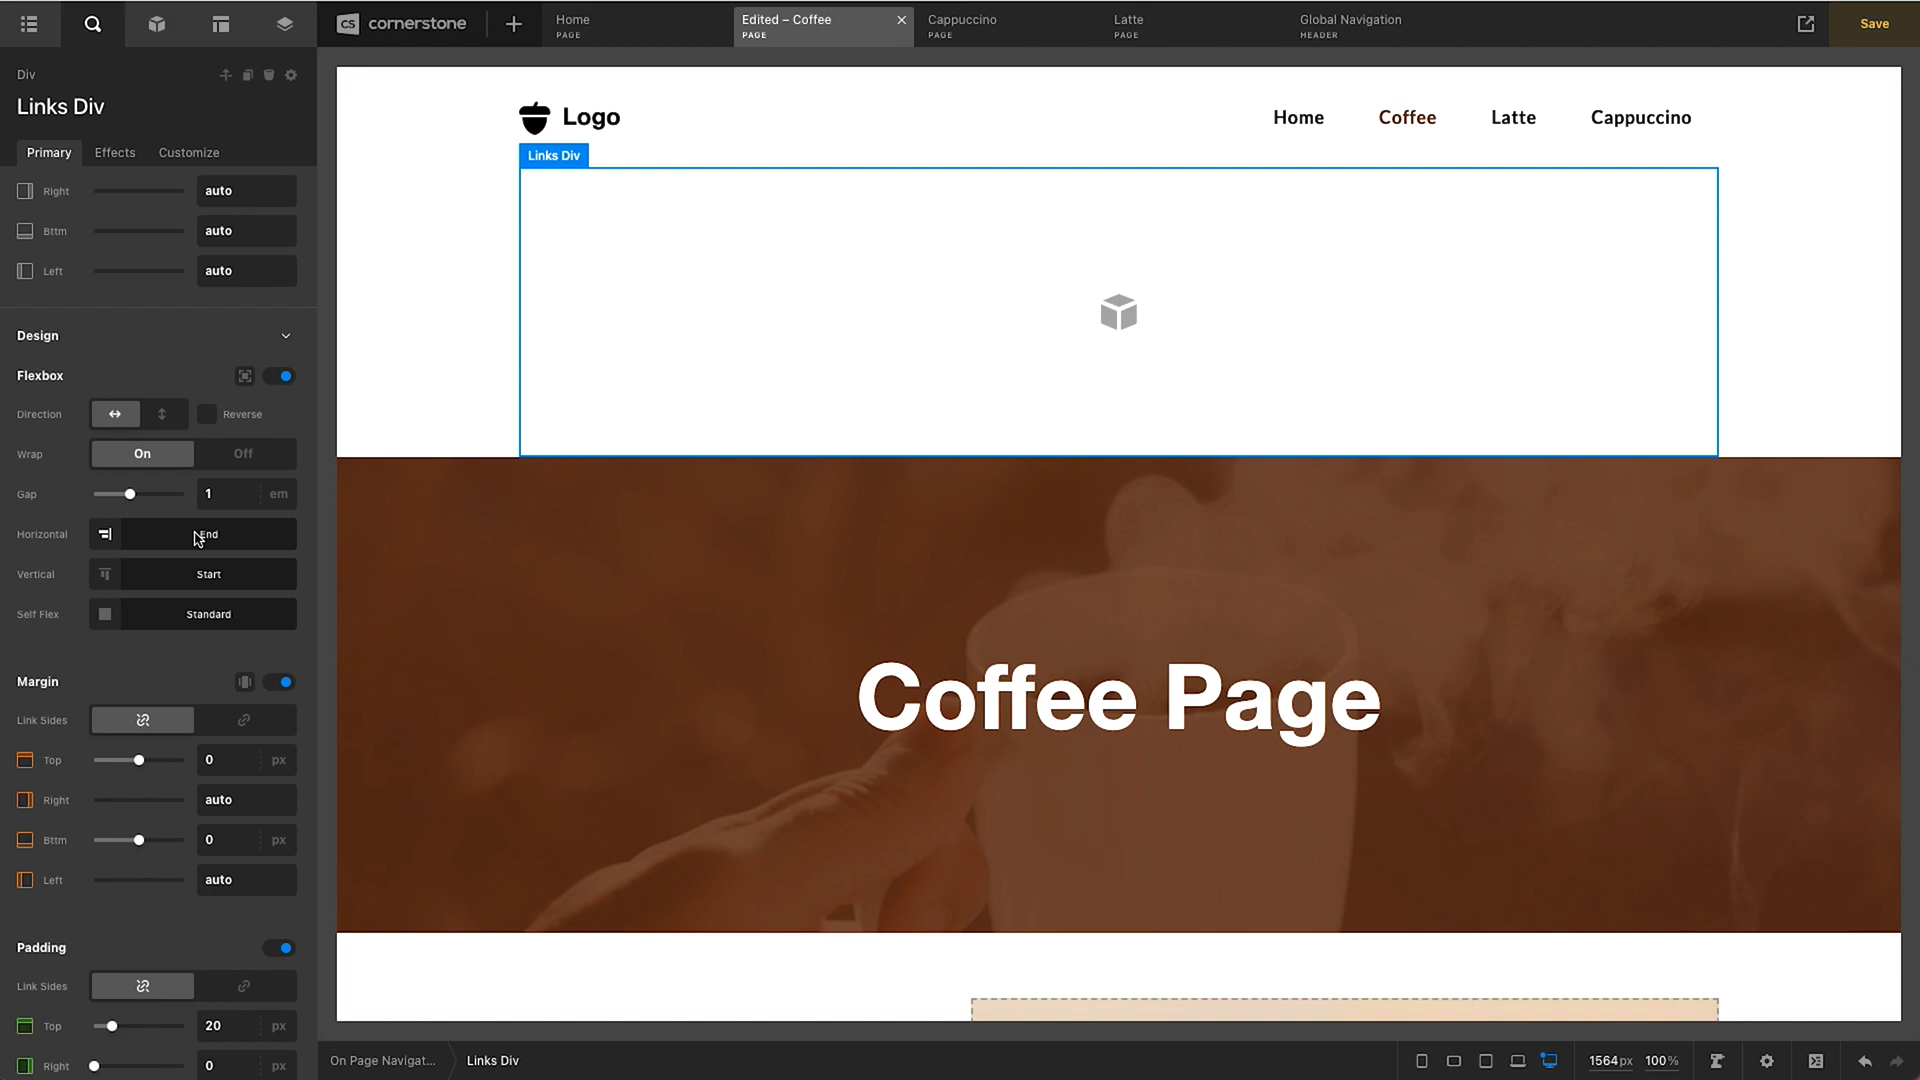 CS cornerstone
Home
PAGE
Edited – Coffee
PAGE
Cappuccino
PAGE
Latte
PAGE
Global Navigation
HEADER
Save
Div
Links Div
Primary Effects Customize
Right auto
Bttm auto
Left auto
Design
Flexbox
Direction Reverse
Wrap On Off
Gap 1 em
Horizontal End
Vertical Start
Self Flex Standard
Margin
Link Sides
Top 0 px
Right auto
Bttm 0 px
Left auto
Padding
Link Sides
Top 20 px
Right 0 px
Logo
Home Coffee Latte Cappuccino
Links Div
Coffee Page
On Page Navigat... Links Div
1564px 100%